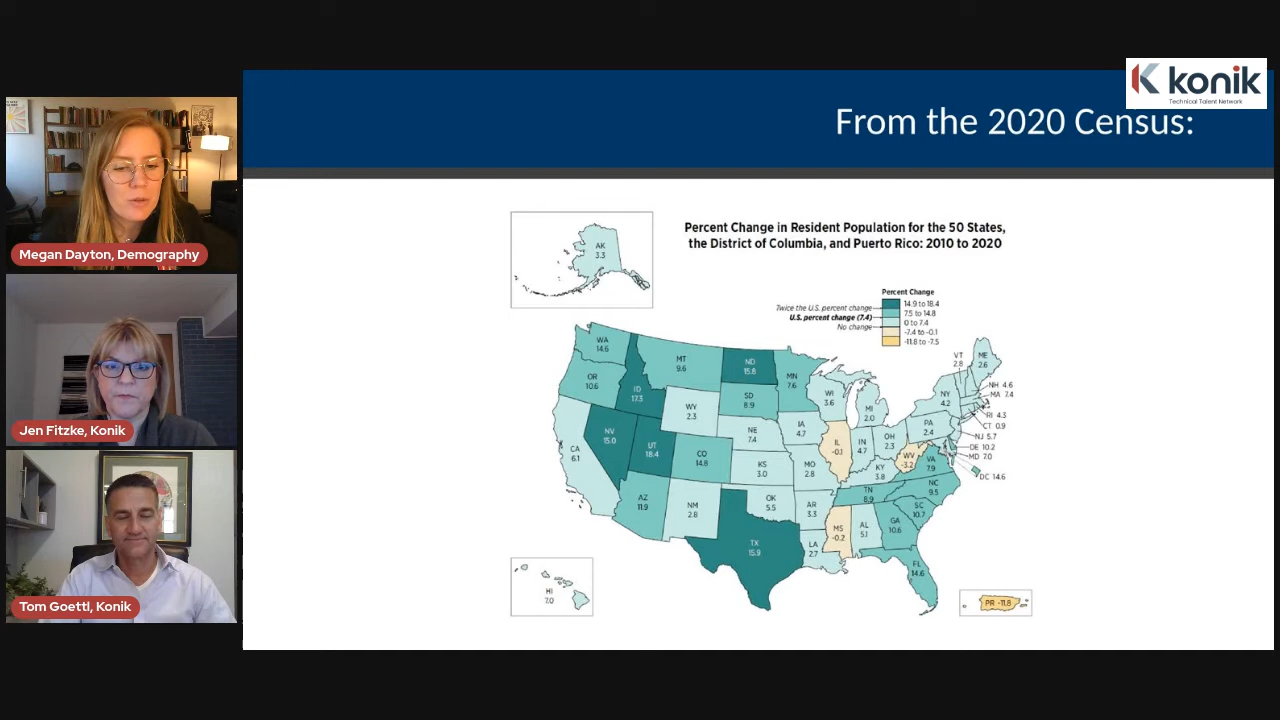 konik
Technical Talent Network
From the 2020 Census:
Megan Dayton, Demography
Jen Fitzke, Konik
Tom Goettl, Konik
Percent Change in Resident Population for the 50 States,
the District of Columbia, and Puerto Rico: 2010 to 2020
Percent Change
Twice the U.S. percent change
U.S. percent change (7.4)
No change
14.9 to 18.4
7.5 to 14.8
0 to 7.4
-7.4 to -0.1
-11.8 to -7.5
AK
3.3
WA
14.6
OR
10.6
CA
6.1
ID
17.3
NV
15.0
MT
9.6
WY
2.3
UT
18.4
AZ
11.9
CO
14.8
NM
2.8
ND
15.8
SD
8.9
NE
7.4
KS
3.0
OK
5.5
TX
15.9
MN
7.6
IA
4.7
MO
2.8
AR
3.3
LA
2.7
WI
3.6
IL
-0.1
MS
-0.2
MI
2.0
IN
4.7
OH
2.3
KY
3.8
TN
8.9
AL
5.1
GA
10.6
FL
14.6
SC
10.7
NC
9.5
VA
7.9
WV
-3.2
PA
2.4
NY
4.2
VT
2.8
ME
2.6
NH 4.6
MA 7.4
RI 4.3
CT 0.9
NJ 5.7
DE 10.2
MD 7.0
DC 14.6
HI
7.0
PR -11.8